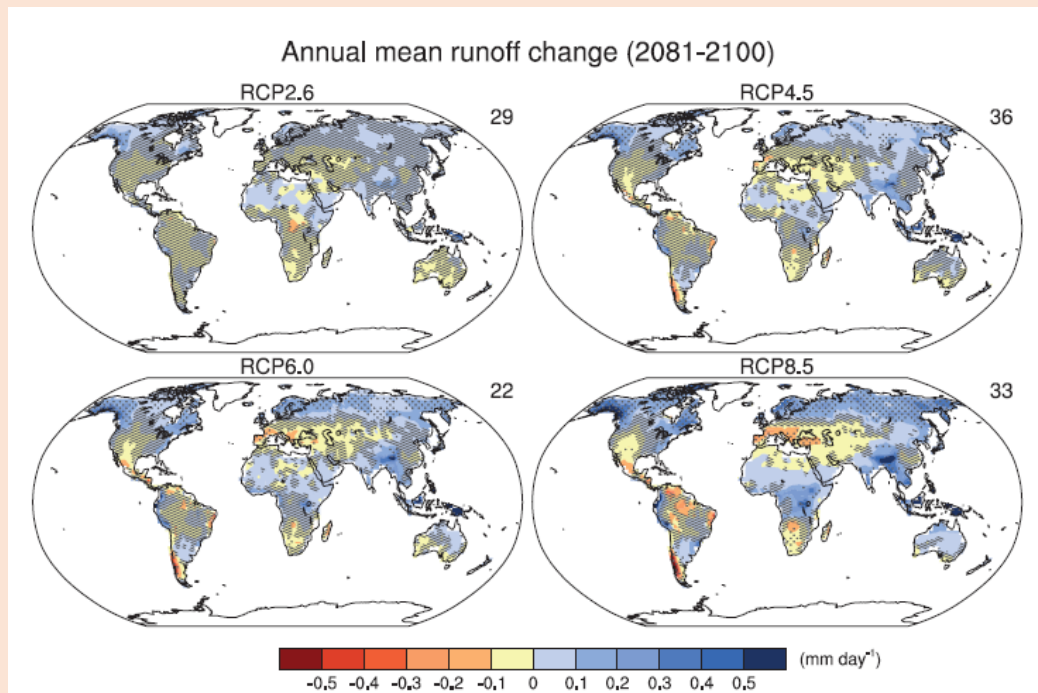 Annual mean runoff change (2081-2100)
RCP2.6
RCP4.5
29
36
RCP6.0
RCP8.5
22
33
(mm day⁻¹)
-0.5 -0.4 -0.3 -0.2 -0.1 0 0.1 0.2 0.3 0.4 0.5